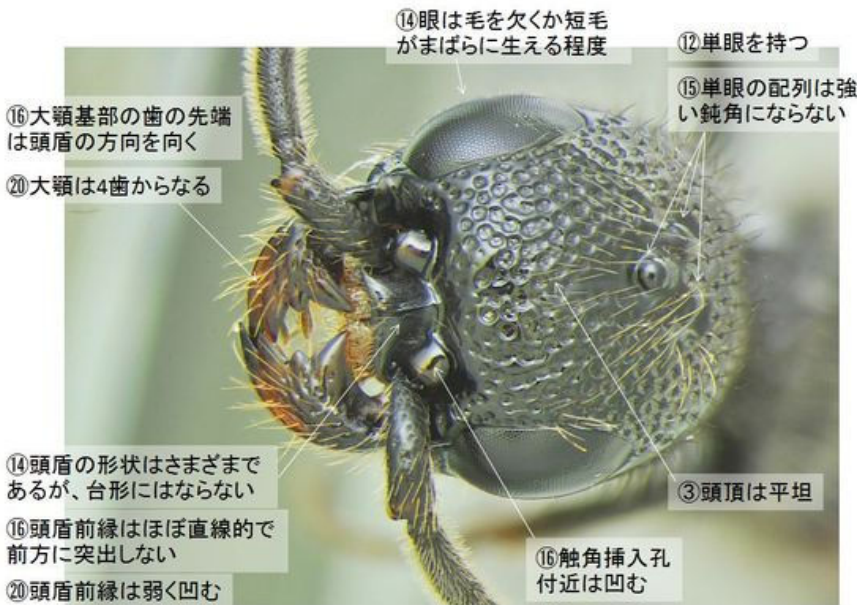 ⑭眼は毛を欠くか短毛
がまばらに生える程度
⑫単眼を持つ
⑮単眼の配列は強
い鈍角にならない
⑯大顎基部の歯の先端
は頭盾の方向を向く
⑳大顎は4歯からなる
⑭頭盾の形状はさまざまで
あるが、台形にはならない
⑯頭盾前縁はほぼ直線的で
前方に突出しない
⑳頭盾前縁は弱く凹む
③頭頂は平坦
⑯触角挿入孔
付近は凹む